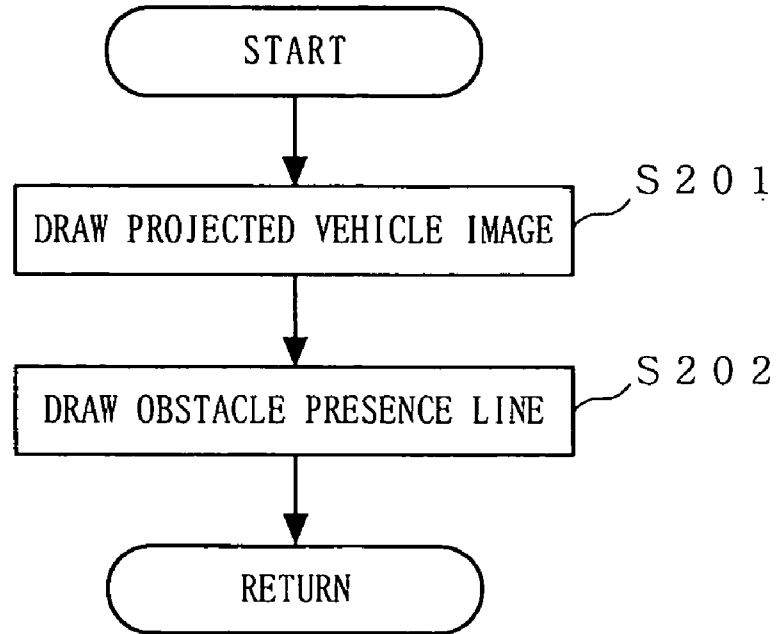 START
S201
DRAW PROJECTED VEHICLE IMAGE
S202
DRAW OBSTACLE PRESENCE LINE
RETURN